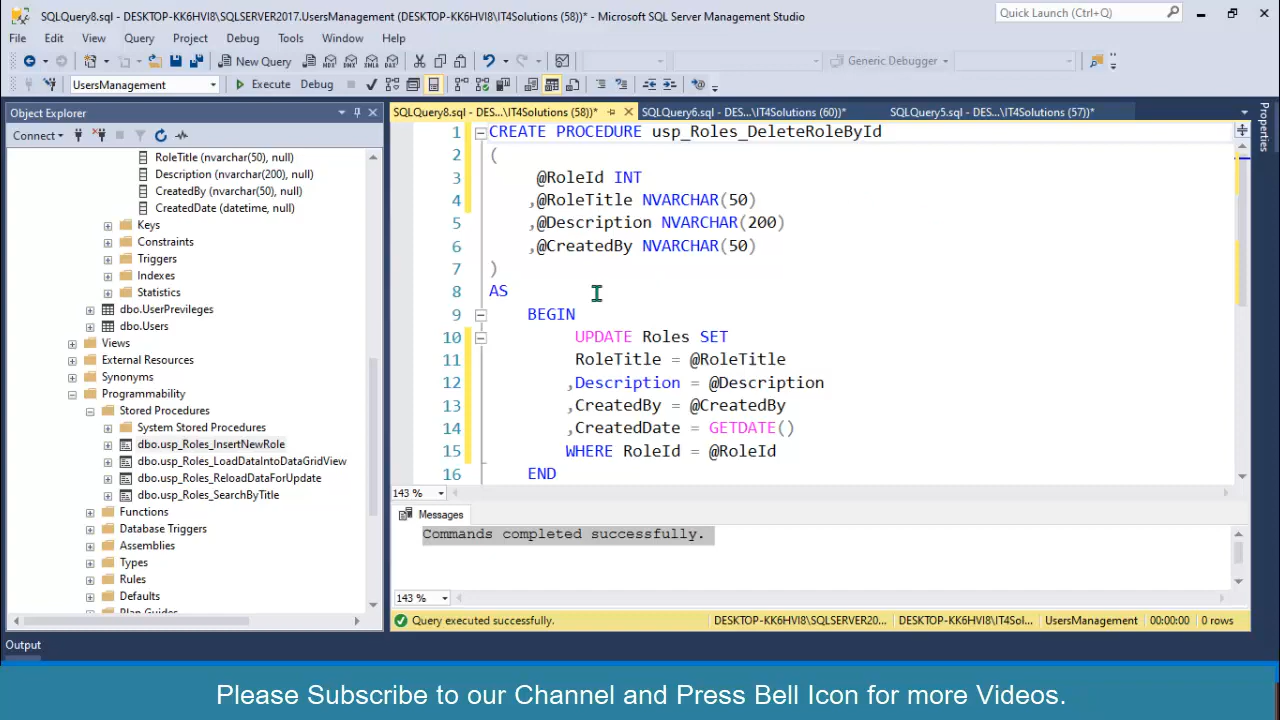 SQLQuery8.sql - DESKTOP-KK6HVI8\SQLSERVER2017.UsersManagement (DESKTOP-KK6HVI8\IT4Solutions (58))* - Microsoft SQL Server Management Studio
Quick Launch (Ctrl+Q)
File Edit View Query Project Debug Tools Window Help
New Query
Generic Debugger
UsersManagement
Execute Debug
Object Explorer
SQLQuery8.sql - DES...\IT4Solutions (58))*
SQLQuery6.sql - DES...\IT4Solutions (60))*
SQLQuery5.sql - DES...\IT4Solutions (57))*
Properties
Connect
RoleTitle (nvarchar(50), null)
Description (nvarchar(200), null)
CreatedBy (nvarchar(50), null)
CreatedDate (datetime, null)
Keys
Constraints
Triggers
Indexes
Statistics
dbo.UserPrevileges
dbo.Users
Views
External Resources
Synonyms
Programmability
Stored Procedures
System Stored Procedures
dbo.usp_Roles_InsertNewRole
dbo.usp_Roles_LoadDataIntoDataGridView
dbo.usp_Roles_ReloadDataForUpdate
dbo.usp_Roles_SearchByTitle
Functions
Database Triggers
Assemblies
Types
Rules
Defaults
Plan Guides
1 CREATE PROCEDURE usp_Roles_DeleteRoleById
2 (
3 @RoleId INT
4 ,@RoleTitle NVARCHAR(50)
5 ,@Description NVARCHAR(200)
6 ,@CreatedBy NVARCHAR(50)
7 )
8 AS
9 BEGIN
10 UPDATE Roles SET
11 RoleTitle = @RoleTitle
12 ,Description = @Description
13 ,CreatedBy = @CreatedBy
14 ,CreatedDate = GETDATE()
15 WHERE RoleId = @RoleId
16 END
143 %
Messages
Commands completed successfully.
143 %
Query executed successfully.
DESKTOP-KK6HVI8\SQLSERVER20...
DESKTOP-KK6HVI8\IT4Sol...
UsersManagement
00:00:00
0 rows
Output
Please Subscribe to our Channel and Press Bell Icon for more Videos.